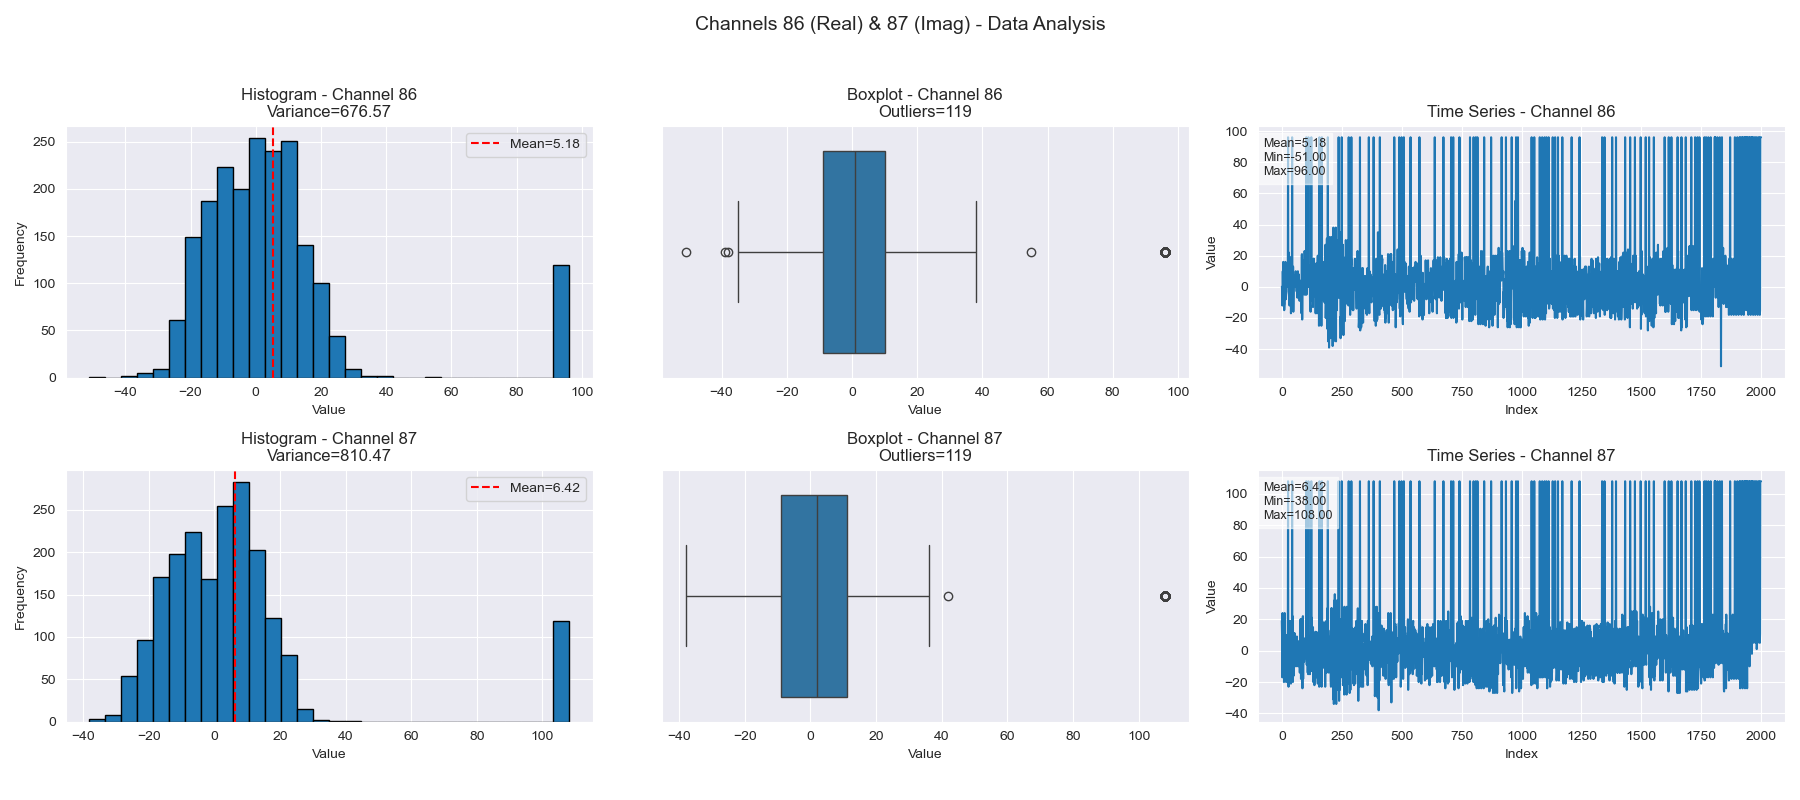 Channels 86 (Real) & 87 (Imag) - Data Analysis
Histogram - Channel 86
Variance=676.57
Mean=5.18
250
200
150
100
50
0
Frequency
−40 −20 0 20 40 60 80 100
Value
Boxplot - Channel 86
Outliers=119
−40 −20 0 20 40 60 80 100
Value
Time Series - Channel 86
Mean=5.18
Min=-51.00
Max=96.00
100
80
60
40
20
0
−20
−40
Value
0 250 500 750 1000 1250 1500 1750 2000
Index
Histogram - Channel 87
Variance=810.47
Mean=6.42
250
200
150
100
50
0
Frequency
−40 −20 0 20 40 60 80 100
Value
Boxplot - Channel 87
Outliers=119
−40 −20 0 20 40 60 80 100
Value
Time Series - Channel 87
Mean=6.42
Min=-38.00
Max=108.00
100
80
60
40
20
0
−20
−40
Value
0 250 500 750 1000 1250 1500 1750 2000
Index